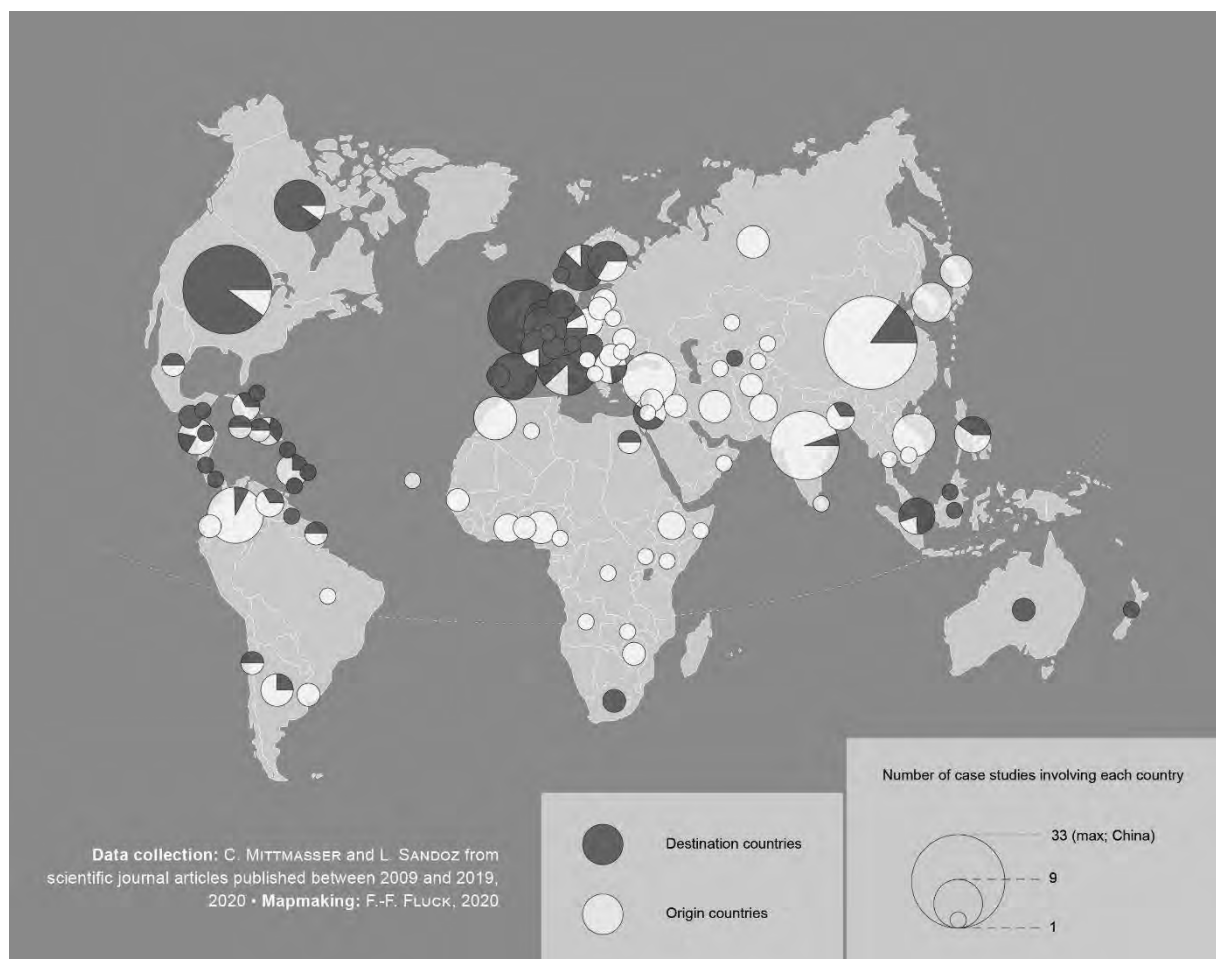 Data collection: C. MITTMASSER and L. SANDOZ from
scientific journal articles published between 2009 and 2019,
2020 • Mapmaking: F.-F. FLUCK, 2020
Destination countries
Origin countries
Number of case studies involving each country
33 (max; China)
9
1